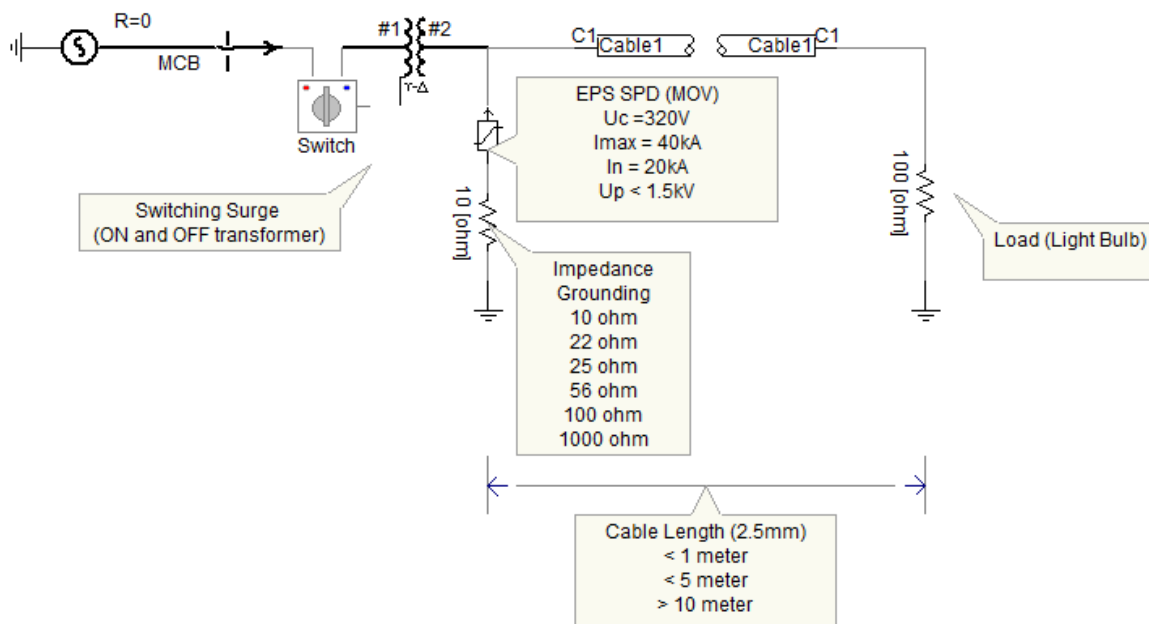 R=0
MCB
Switch
#1
#2
Y-Δ
C1
Cable1
Cable1
C1
Switching Surge
(ON and OFF transformer)
EPS SPD (MOV)
Uc =320V
Imax = 40kA
In = 20kA
Up < 1.5kV
10 [ohm]
Impedance
Grounding
10 ohm
22 ohm
25 ohm
56 ohm
100 ohm
1000 ohm
100 [ohm]
Load (Light Bulb)
Cable Length (2.5mm)
< 1 meter
< 5 meter
> 10 meter